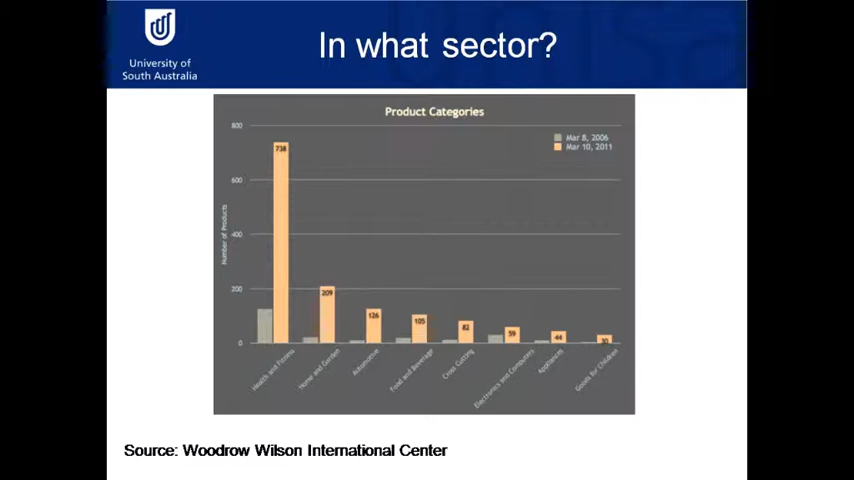 University of
South Australia
In what sector?
Product Categories
Mar 8, 2006
Mar 10, 2011
Number of Products
800
600
400
200
0
738
209
126
105
82
59
44
30
Health and Fitness
Home and Garden
Automotive
Food and Beverage
Cross Cutting
Electronics and Computers
Appliances
Goods for Children
Source: Woodrow Wilson International Center